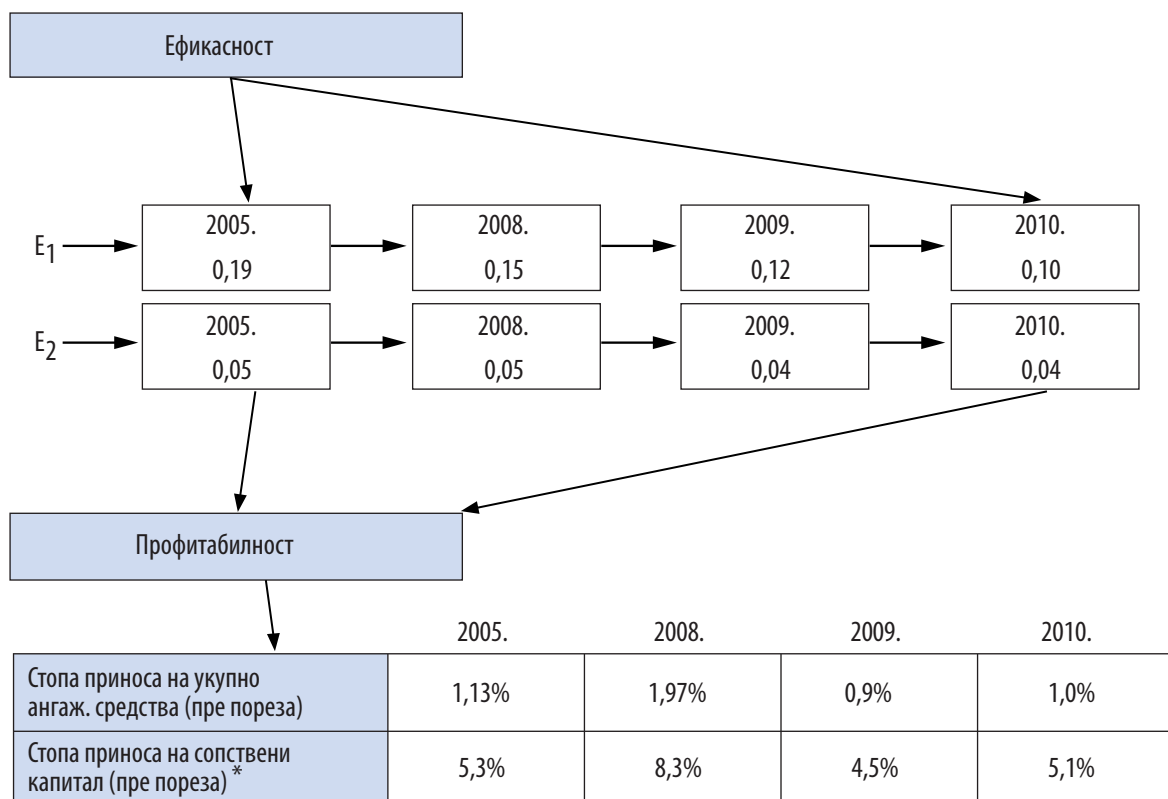 Ефикасност
E1
2005. 2008. 2009. 2010.
0,19 0,15 0,12 0,10
E2
2005. 2008. 2009. 2010.
0,05 0,05 0,04 0,04
Профитабилност
2005. 2008. 2009. 2010.
Стопа приноса на укупно
ангаж. средства (пре пореза) 1,13% 1,97% 0,9% 1,0%
Стопа приноса на сопствени
капитал (пре пореза) * 5,3% 8,3% 4,5% 5,1%